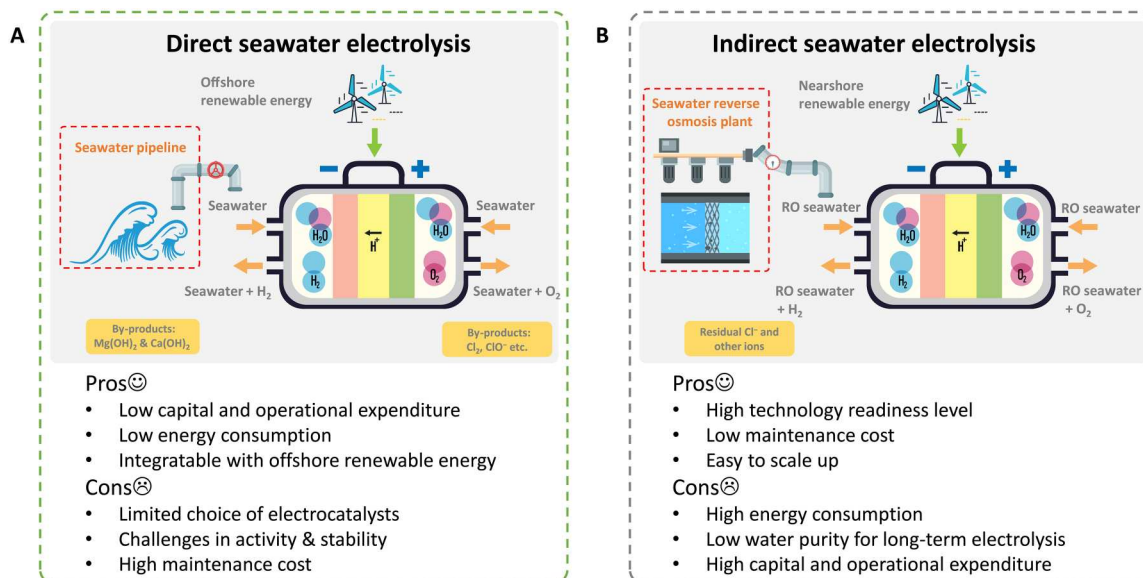 A
Direct seawater electrolysis
Offshore
renewable energy
Seawater pipeline
− +
Seawater
Seawater
H₂O
H₂O
H⁺
H₂
O₂
Seawater + H₂
Seawater + O₂
By-products:
Mg(OH)₂ & Ca(OH)₂
By-products:
Cl₂, ClO⁻ etc.
Pros☺
• Low capital and operational expenditure
• Low energy consumption
• Integratable with offshore renewable energy
Cons☹
• Limited choice of electrocatalysts
• Challenges in activity & stability
• High maintenance cost
B
Indirect seawater electrolysis
Nearshore
renewable energy
Seawater reverse
osmosis plant
− +
RO seawater
RO seawater
H₂O
H₂O
H⁺
H₂
O₂
RO seawater
+ H₂
RO seawater
+ O₂
Residual Cl⁻ and
other ions
Pros☺
• High technology readiness level
• Low maintenance cost
• Easy to scale up
Cons☹
• High energy consumption
• Low water purity for long-term electrolysis
• High capital and operational expenditure